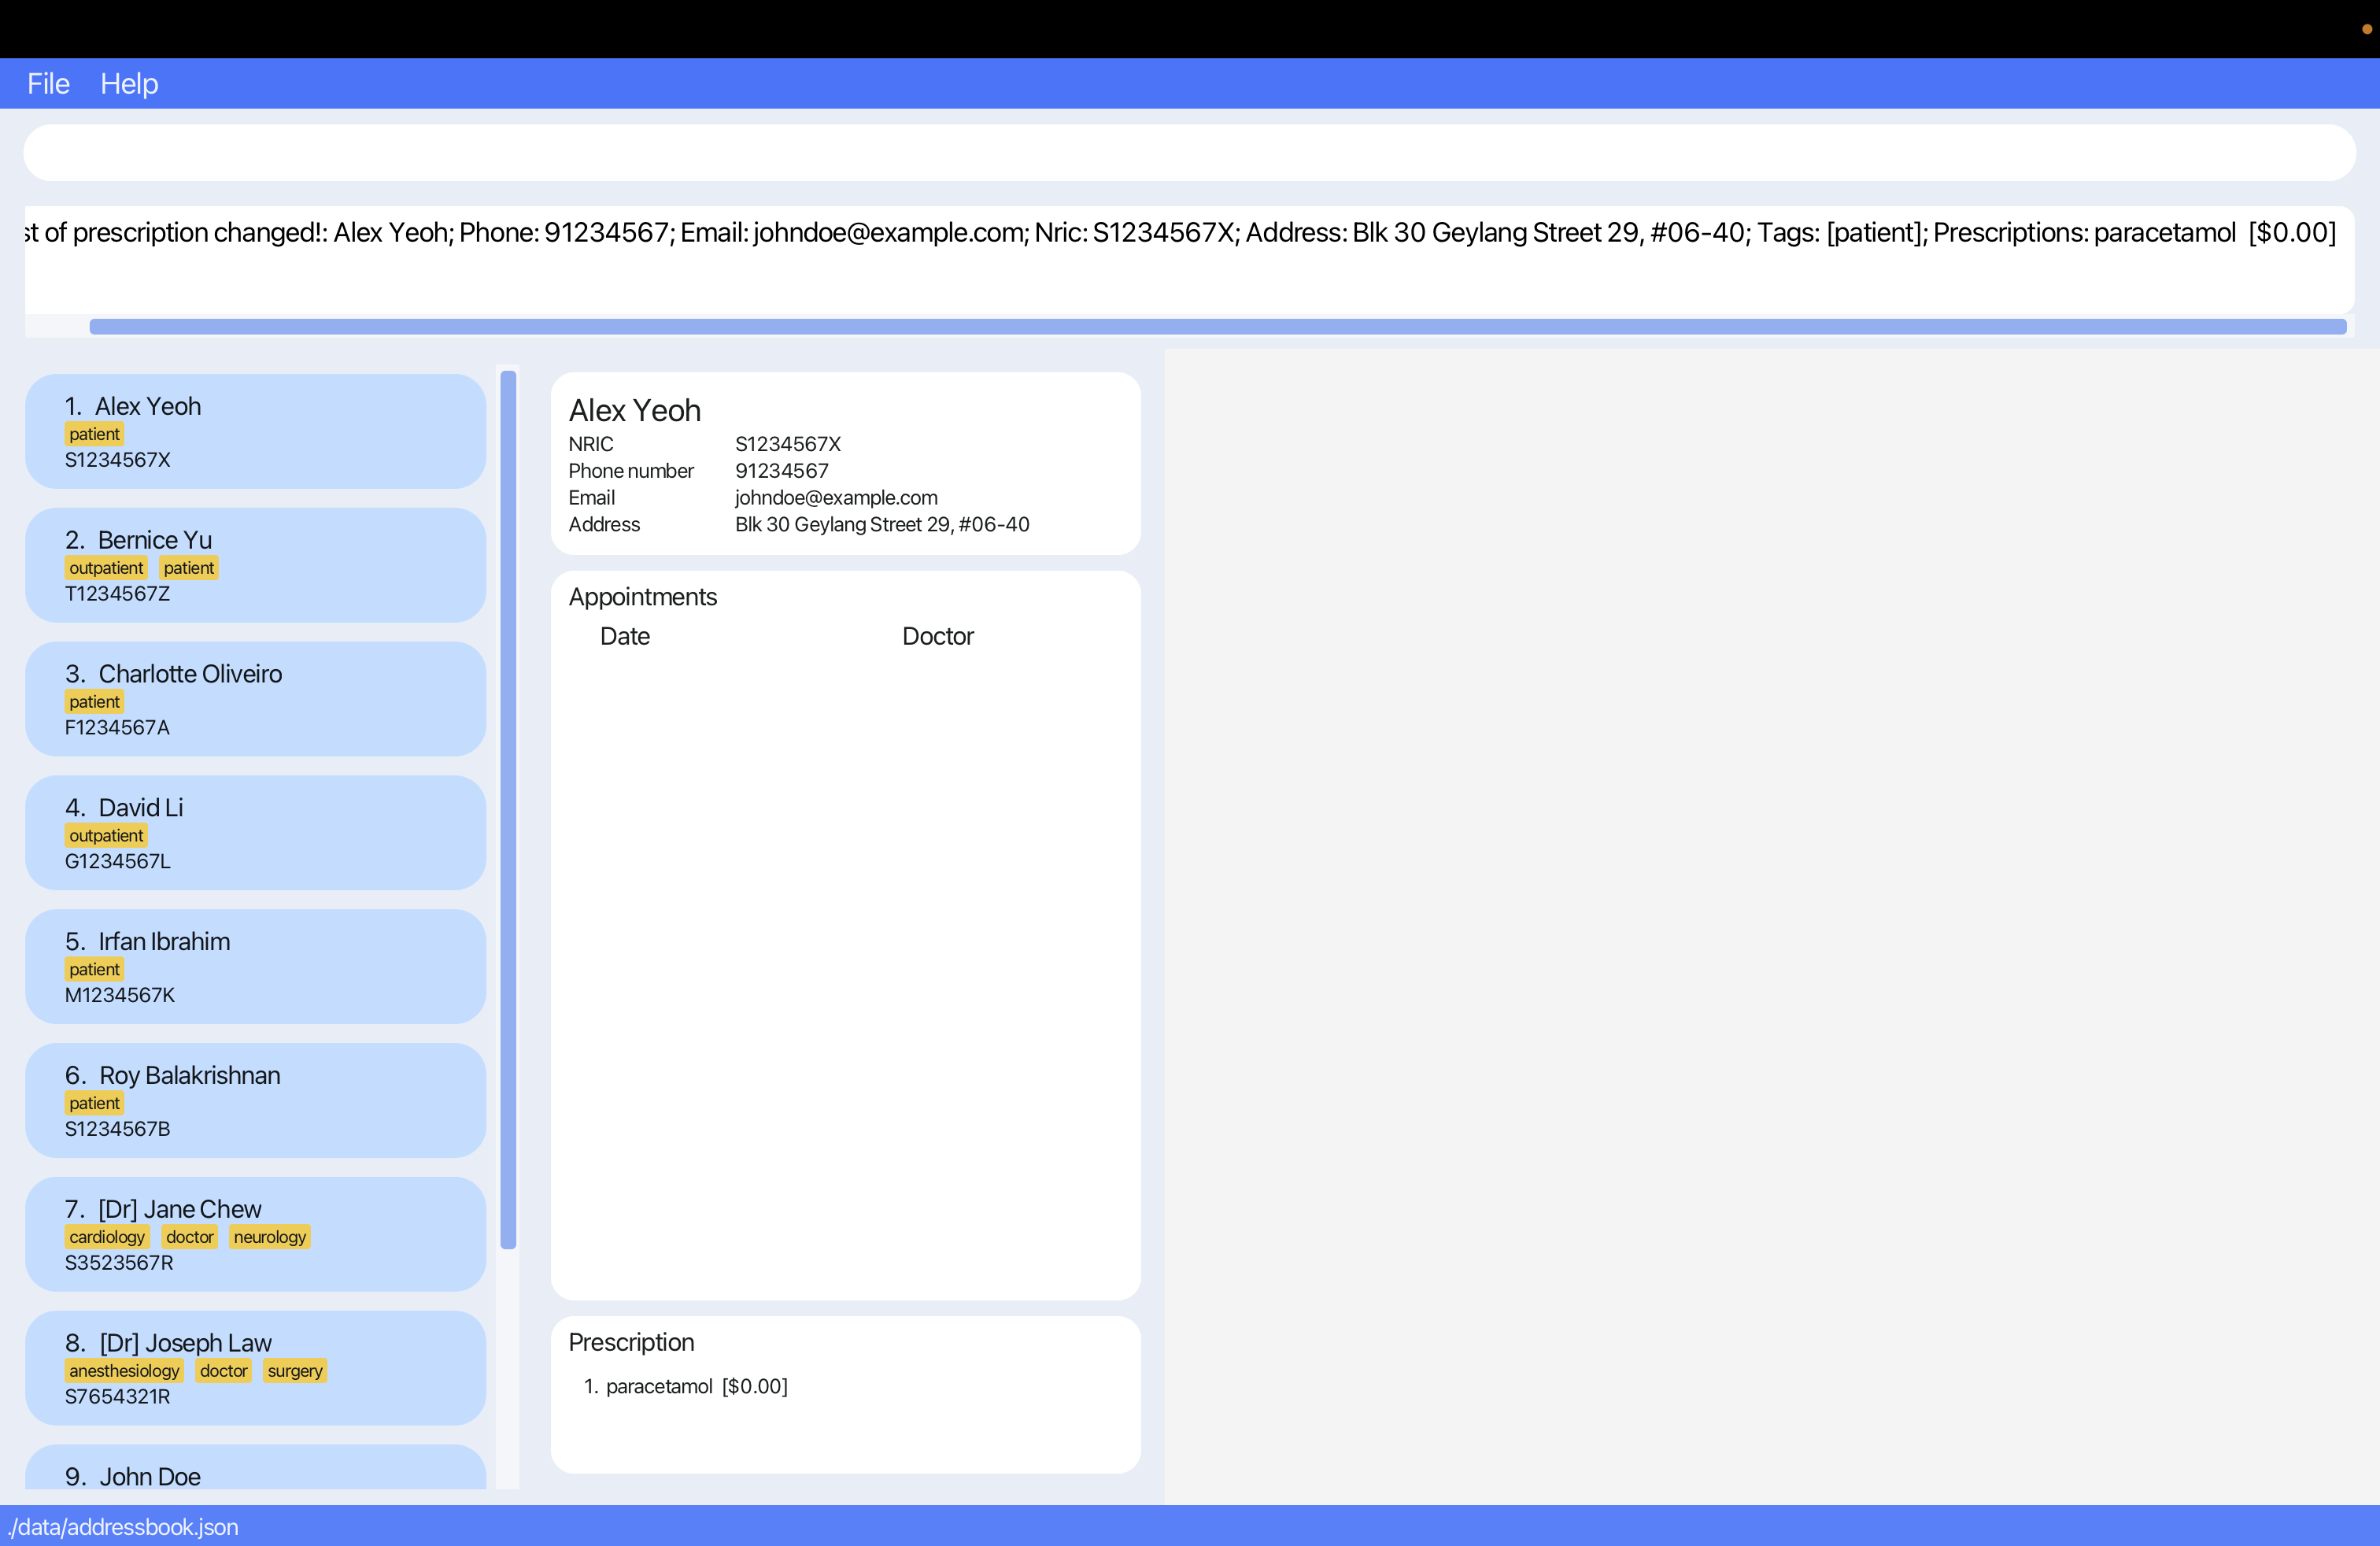 File Help
st of prescription changed!: Alex Yeoh; Phone: 91234567; Email: johndoe@example.com; Nric: S1234567X; Address: Blk 30 Geylang Street 29, #06-40; Tags: [patient]; Prescriptions: paracetamol [$0.00]
1. Alex Yeoh
patient
S1234567X
2. Bernice Yu
outpatient patient
T1234567Z
3. Charlotte Oliveiro
patient
F1234567A
4. David Li
outpatient
G1234567L
5. Irfan Ibrahim
patient
M1234567K
6. Roy Balakrishnan
patient
S1234567B
7. [Dr] Jane Chew
cardiology doctor neurology
S3523567R
8. [Dr] Joseph Law
anesthesiology doctor surgery
S7654321R
9. John Doe
Alex Yeoh
NRIC S1234567X
Phone number 91234567
Email johndoe@example.com
Address Blk 30 Geylang Street 29, #06-40
Appointments
Date Doctor
Prescription
1. paracetamol [$0.00]
./data/addressbook.json